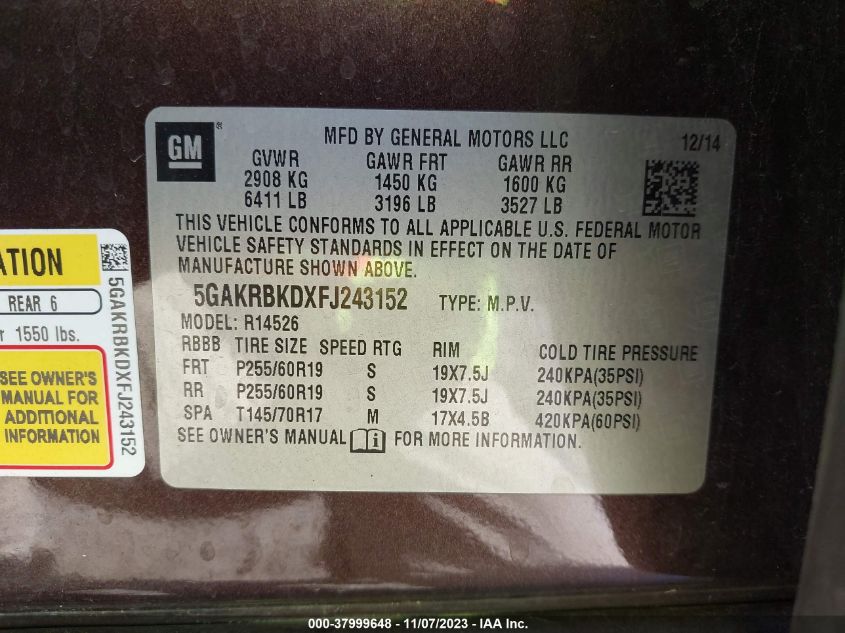 GM ®
MFD BY GENERAL MOTORS LLC 12/14
GVWR GAWR FRT GAWR RR
2908 KG 1450 KG 1600 KG
6411 LB 3196 LB 3527 LB
THIS VEHICLE CONFORMS TO ALL APPLICABLE U.S. FEDERAL MOTOR
VEHICLE SAFETY STANDARDS IN EFFECT ON THE DATE OF
MANUFACTURE SHOWN ABOVE.
5GAKRBKDXFJ243152 TYPE: M.P.V.
MODEL: R14526
RBBB TIRE SIZE SPEED RTG RIM COLD TIRE PRESSURE
FRT P255/60R19 S 19X7.5J 240KPA(35PSI)
RR P255/60R19 S 19X7.5J 240KPA(35PSI)
SPA T145/70R17 M 17X4.5B 420KPA(60PSI)
SEE OWNER'S MANUAL i FOR MORE INFORMATION.
ATION
REAR 6
r 1550 lbs.
SEE OWNER'S
MANUAL FOR
ADDITIONAL
INFORMATION
5GAKRBKDXFJ243152
000-37999648 - 11/07/2023 - IAA Inc.